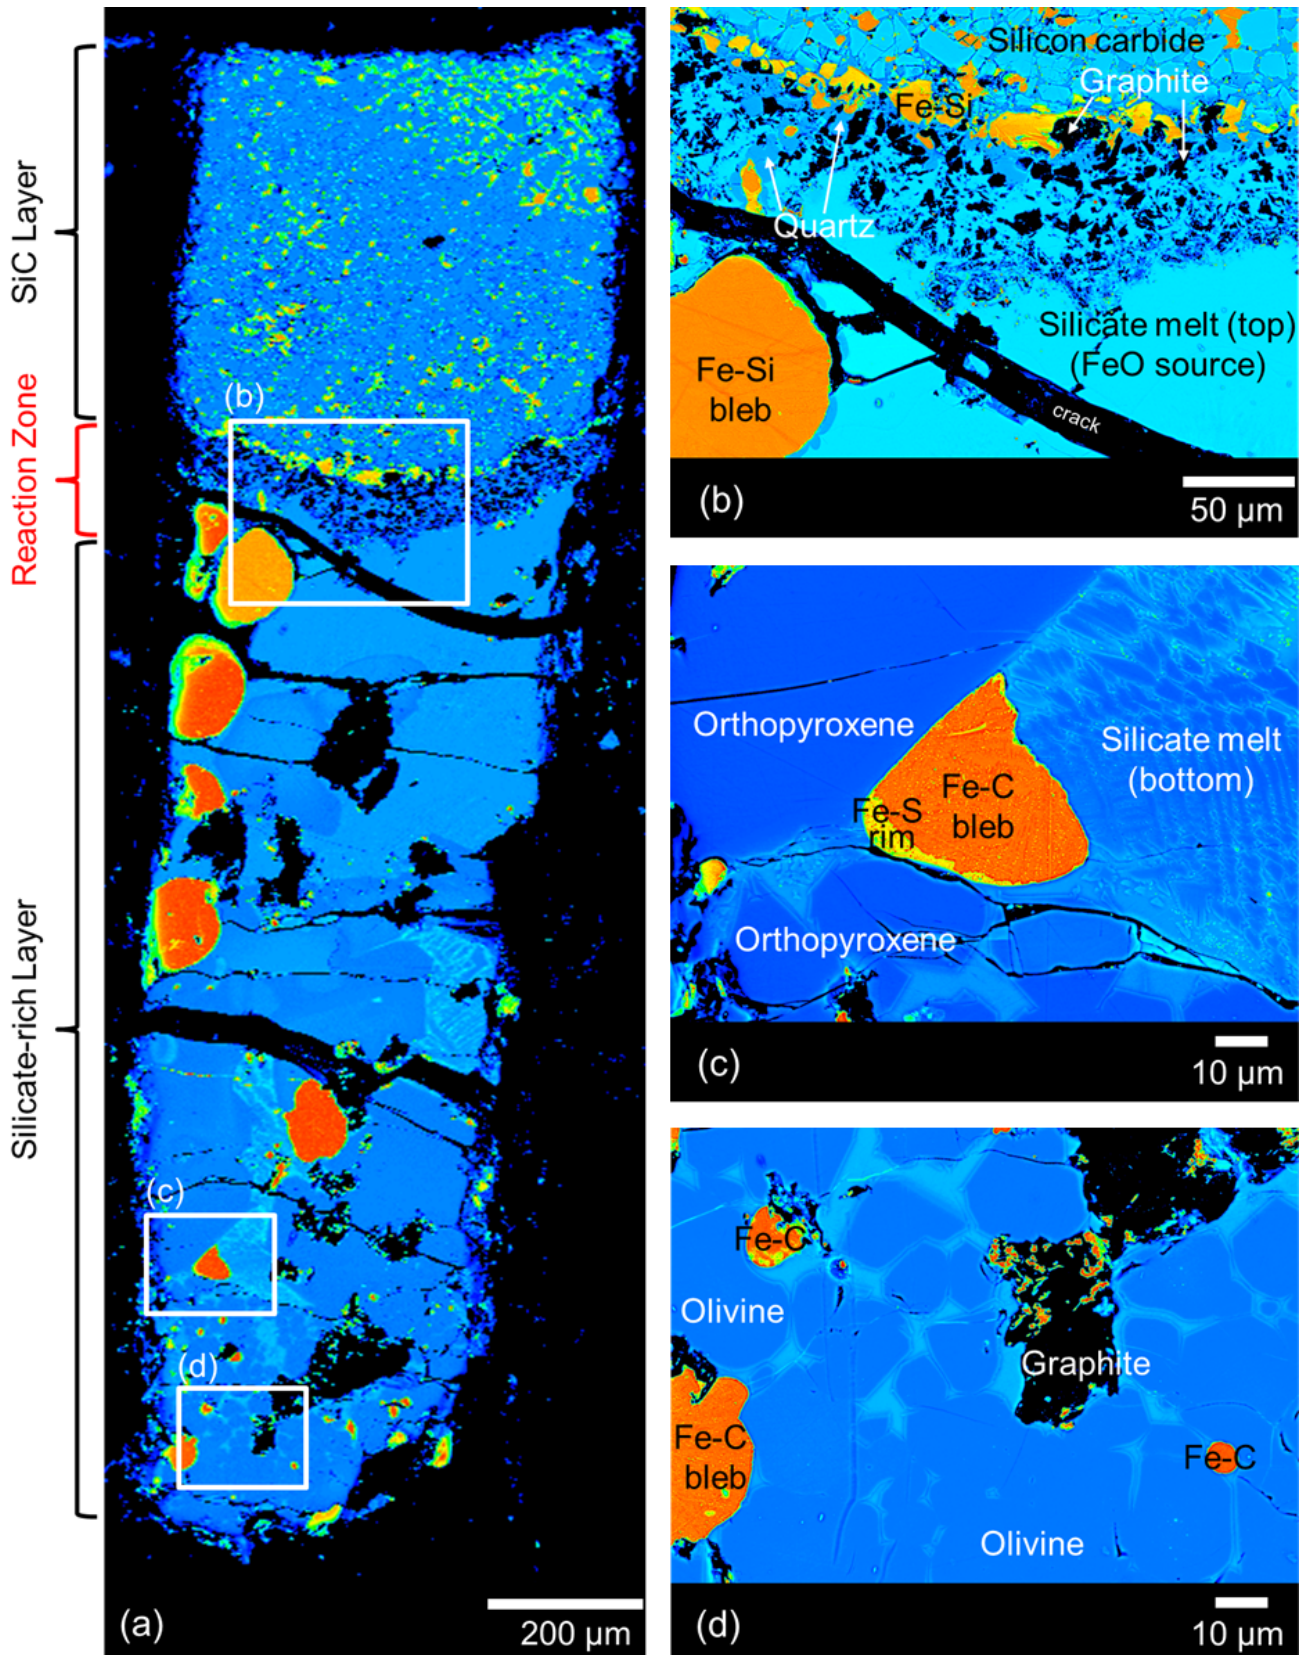 SiC Layer
Reaction Zone
Silicate-rich Layer
(b)
(c)
(d)
(a)
200 µm
Silicon carbide
Graphite
Fe-Si
Quartz
Silicate melt (top)
(FeO source)
Fe-Si
bleb
crack
(b)
50 µm
Orthopyroxene
Silicate melt
(bottom)
Fe-C
bleb
Fe-S
rim
Orthopyroxene
(c)
10 µm
Fe-C
Olivine
Graphite
Fe-C
bleb
Fe-C
Olivine
(d)
10 µm